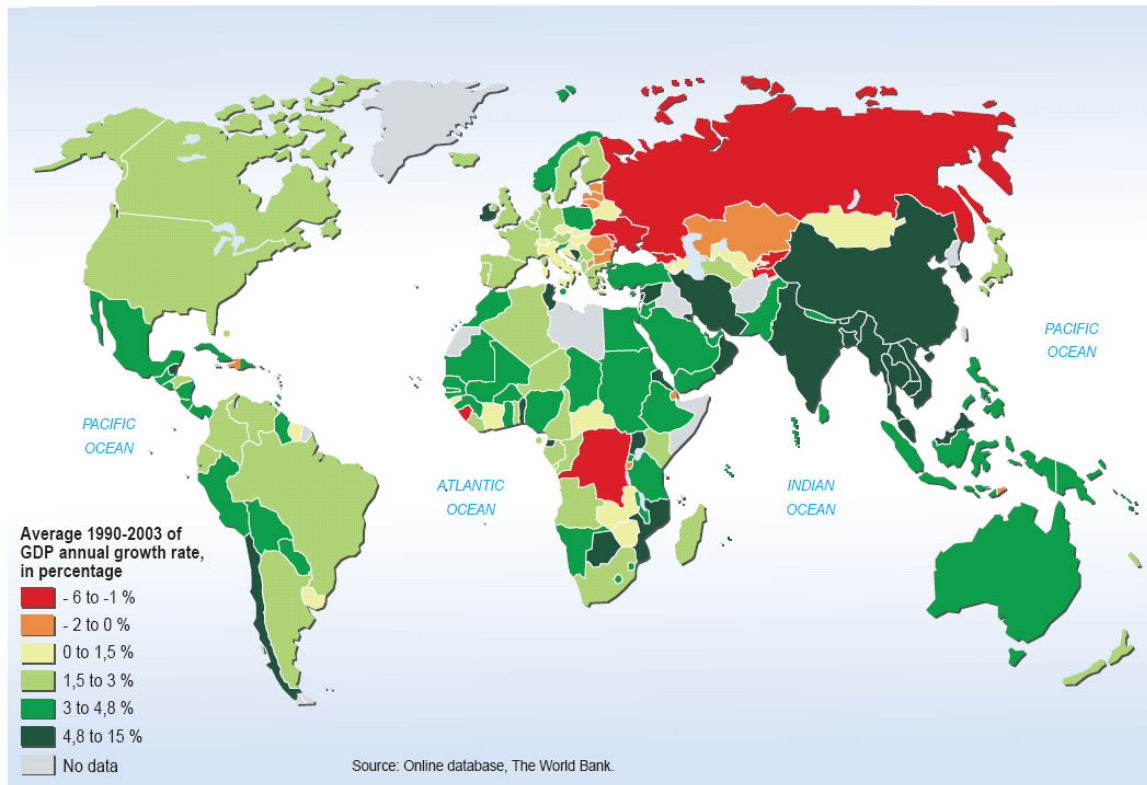 PACIFIC
OCEAN
PACIFIC
OCEAN
ATLANTIC
OCEAN
INDIAN
OCEAN
Average 1990-2003 of
GDP annual growth rate,
in percentage
- 6 to -1 %
- 2 to 0 %
0 to 1,5 %
1,5 to 3 %
3 to 4,8 %
4,8 to 15 %
No data
Source: Online database, The World Bank.